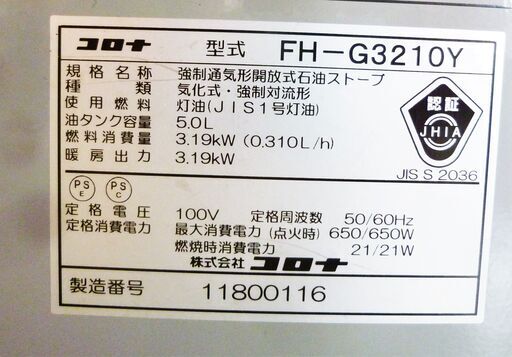 コロナ 型式 FH-G3210Y
規格名称 強制通気形開放式石油ストーブ
種類 気化式・強制対流形
使用燃料 灯油(JIS1号灯油)
油タンク容量 5.0L
燃料消費量 3.19kW (0.310L/h)
暖房出力 3.19kW
認証
JHIA
JIS S 2036
PS E PS C
定格電圧 100V 定格周波数 50/60Hz
定格消費電力 最大消費電力(点火時) 650/650W
燃焼時消費電力 21/21W
株式会社コロナ
製造番号 11800116